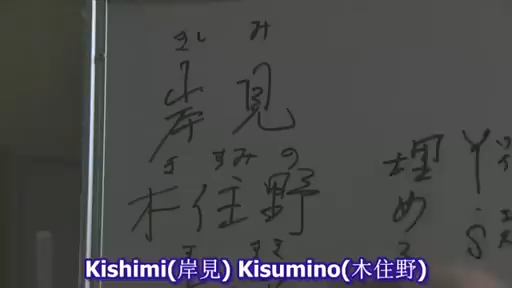 きし み
岸見
き すみ の
木住野
埋め
Y
is
Kishimi(岸見) Kisumino(木住野)